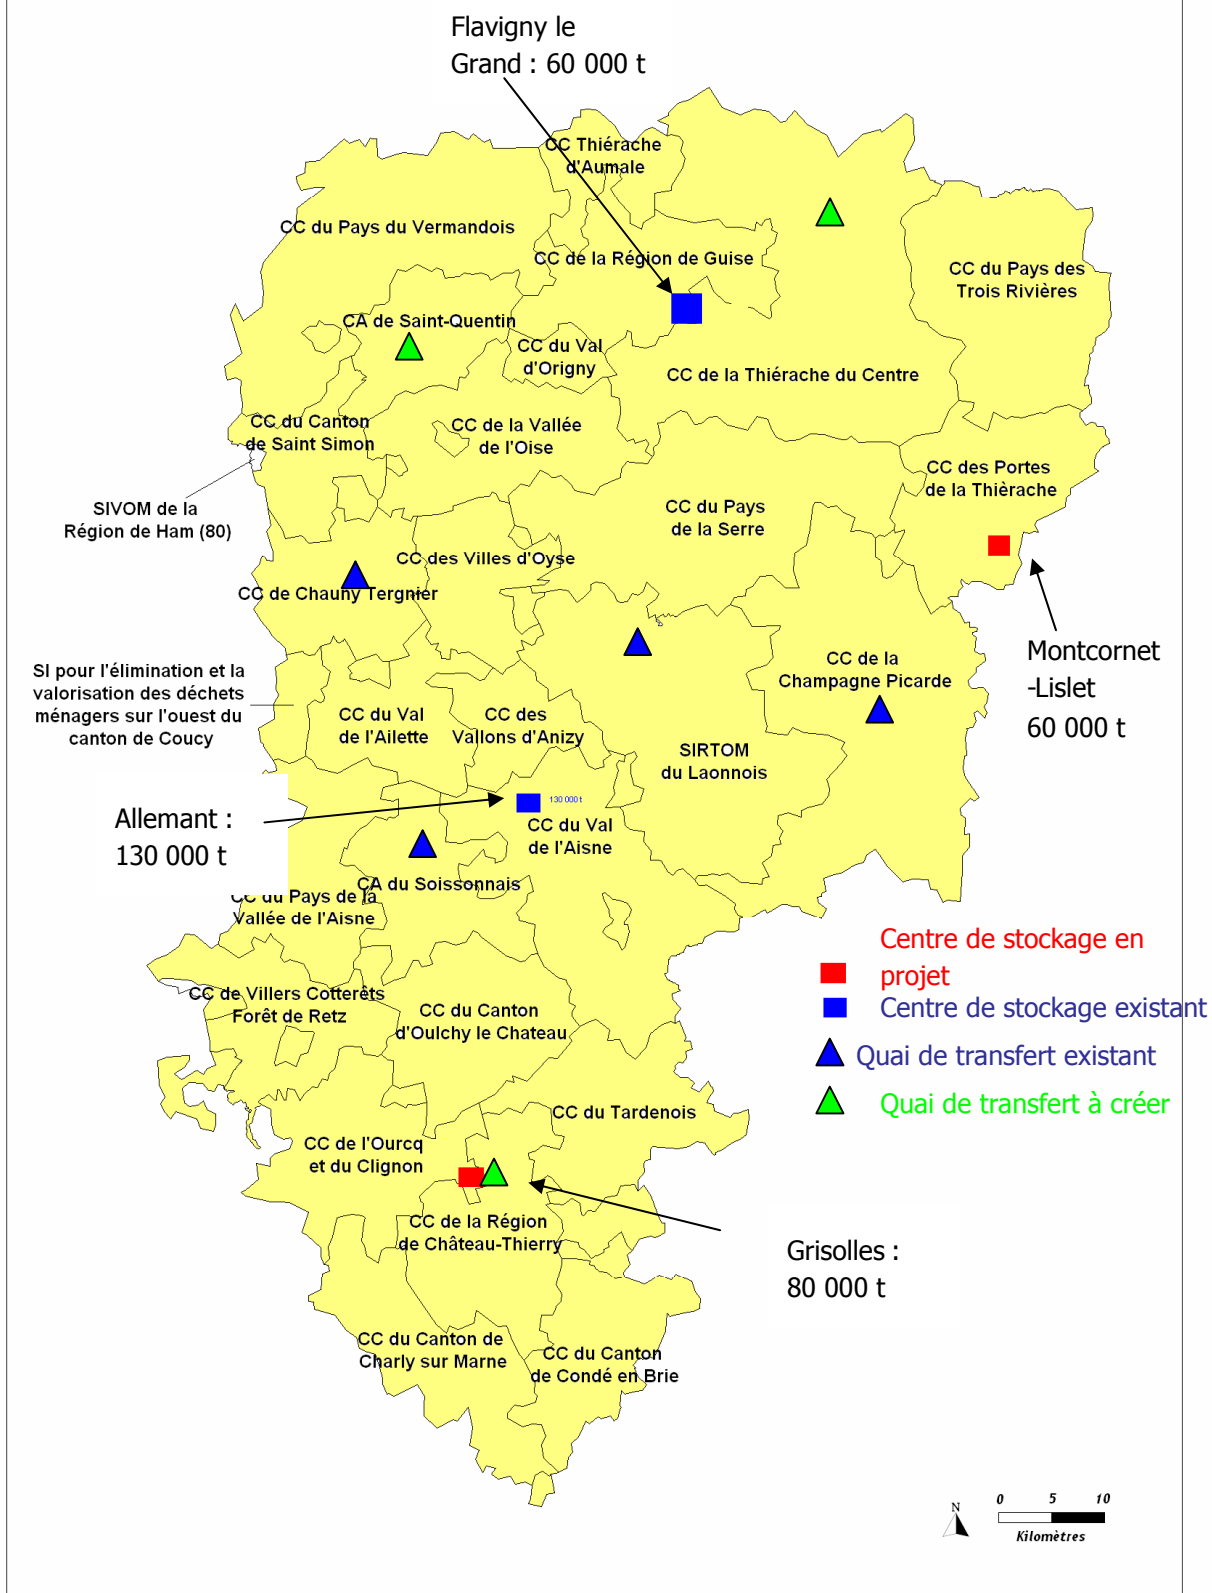 Flavigny le
Grand : 60 000 t
CC Thiérache
d'Aumale
CC du Pays du Vermandois
CC de la Région de Guise
CC du Pays des
Trois Rivières
CA de Saint-Quentin
CC du Val
d'Origny
CC de la Thiérache du Centre
CC du Canton
de Saint Simon
CC de la Vallée
de l'Oise
CC des Portes
de la Thièrache
SIVOM de la
Région de Ham (80)
CC du Pays
de la Serre
CC des Villes d'Oyse
CC de Chauny Tergnier
Montcornet
-Lislet
60 000 t
SI pour l'élimination et la
valorisation des déchets
ménagers sur l'ouest du
canton de Coucy
CC de la
Champagne Picarde
CC du Val
de l'Ailette
CC des
Vallons d'Anizy
SIRTOM
du Laonnois
Allemant :
130 000 t
130 000 t
CC du Val
de l'Aisne
CA du Soissonnais
CC du Pays de la
Vallée de l'Aisne
Centre de stockage en
projet
Centre de stockage existant
Quai de transfert existant
Quai de transfert à créer
CC de Villers Cotterêts
Forêt de Retz
CC du Canton
d'Oulchy le Chateau
CC du Tardenois
CC de l'Ourcq
et du Clignon
CC de la Région
de Château-Thierry
Grisolles :
80 000 t
CC du Canton de
Charly sur Marne
CC du Canton
de Condé en Brie
N
0 5 10
Kilomètres